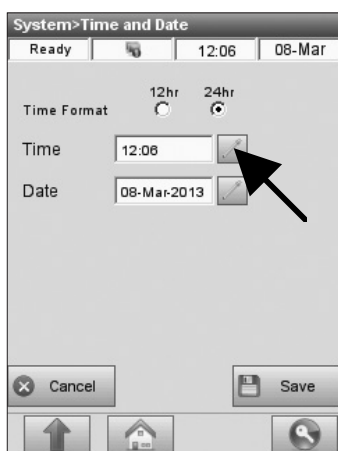 System>Time and Date
Ready 12:06 08-Mar
12hr 24hr
Time Format
Time 12:06
Date 08-Mar-2013
Cancel Save